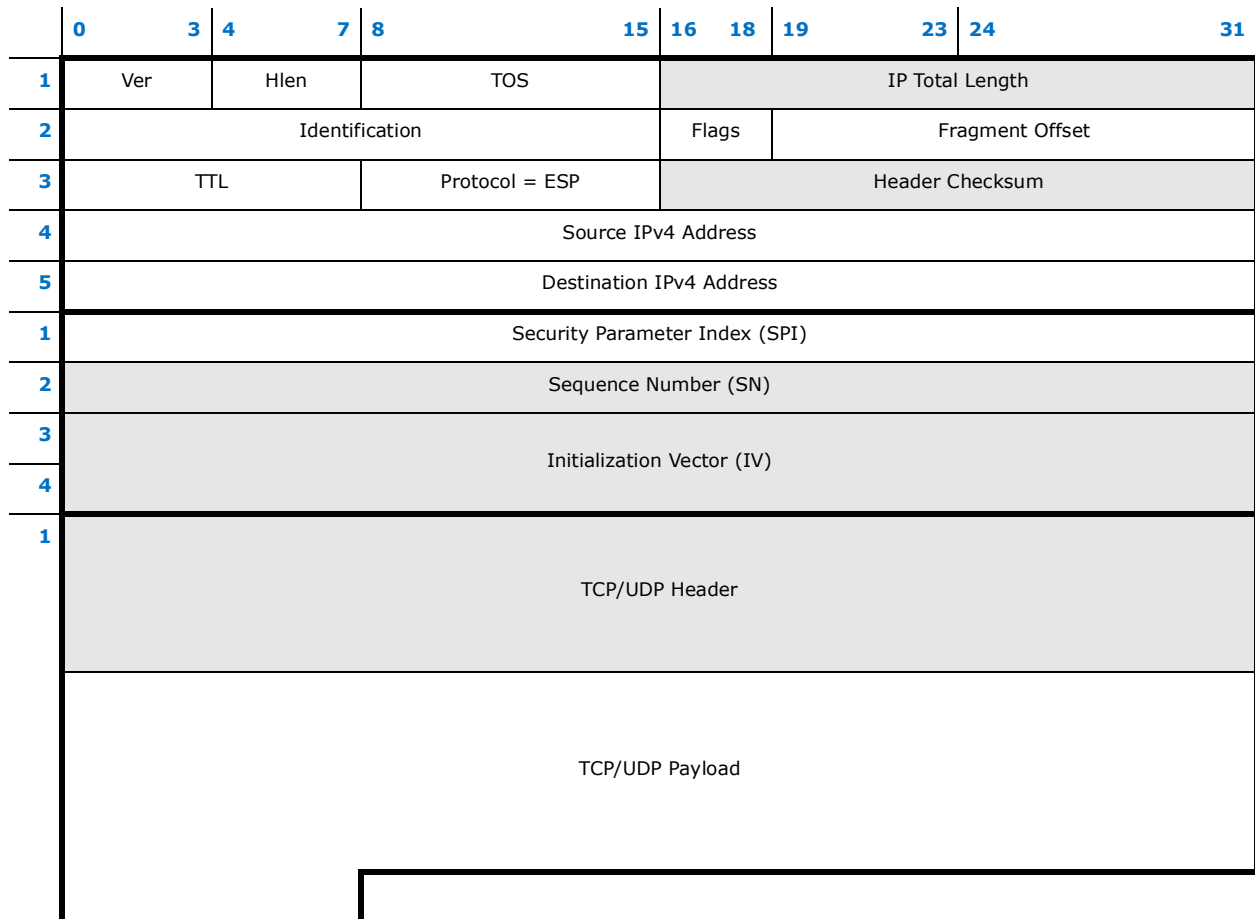 0 3 4 7 8 15 16 18 19 23 24 31
1 Ver Hlen TOS IP Total Length
2 Identification Flags Fragment Offset
3 TTL Protocol = ESP Header Checksum
4 Source IPv4 Address
5 Destination IPv4 Address
1 Security Parameter Index (SPI)
2 Sequence Number (SN)
3
Initialization Vector (IV)
4
1
TCP/UDP Header
TCP/UDP Payload